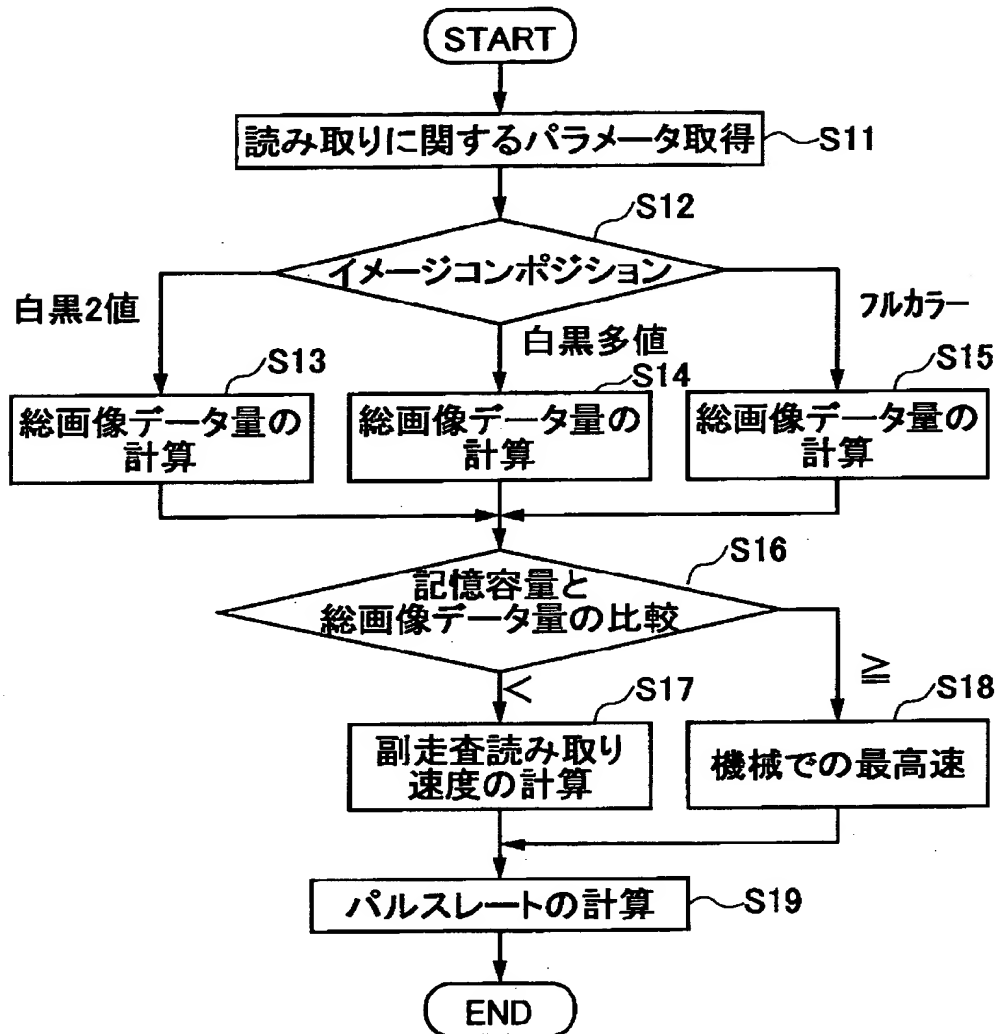 START
読み取りに関するパラメータ取得
S11
S12
イメージコンポジション
白黒2値
白黒多値
フルカラー
S13
S14
S15
総画像データ量の
計算
総画像データ量の
計算
総画像データ量の
計算
S16
記憶容量と
総画像データ量の比較
<
≧
S17
S18
副走査読み取り
速度の計算
機械での最高速
パルスレートの計算
S19
END